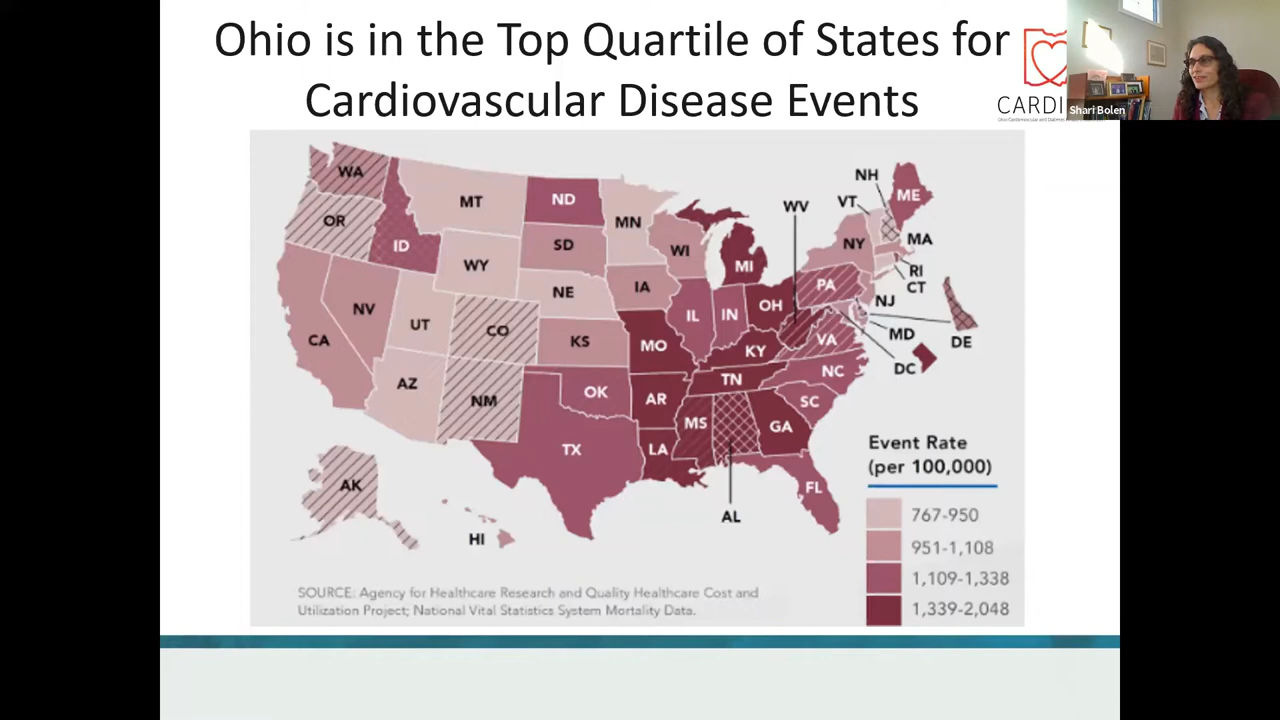 Ohio is in the Top Quartile of States for
Cardiovascular Disease Events
CARDI
Shari Bolen
WA
MT
ND
MN
OR
ID
SD
WI
WY
NE
IA
MI
NV
UT
CO
KS
CA
AZ
NM
OK
TX
MO
AR
LA
IL
IN
OH
KY
TN
MS
AL
GA
FL
SC
NC
VA
WV
PA
NY
VT
NH
ME
MA
RI
CT
NJ
MD
DE
DC
AK
HI
Event Rate
(per 100,000)
767-950
951-1,108
1,109-1,338
1,339-2,048
SOURCE: Agency for Healthcare Research and Quality Healthcare Cost and
Utilization Project; National Vital Statistics System Mortality Data.